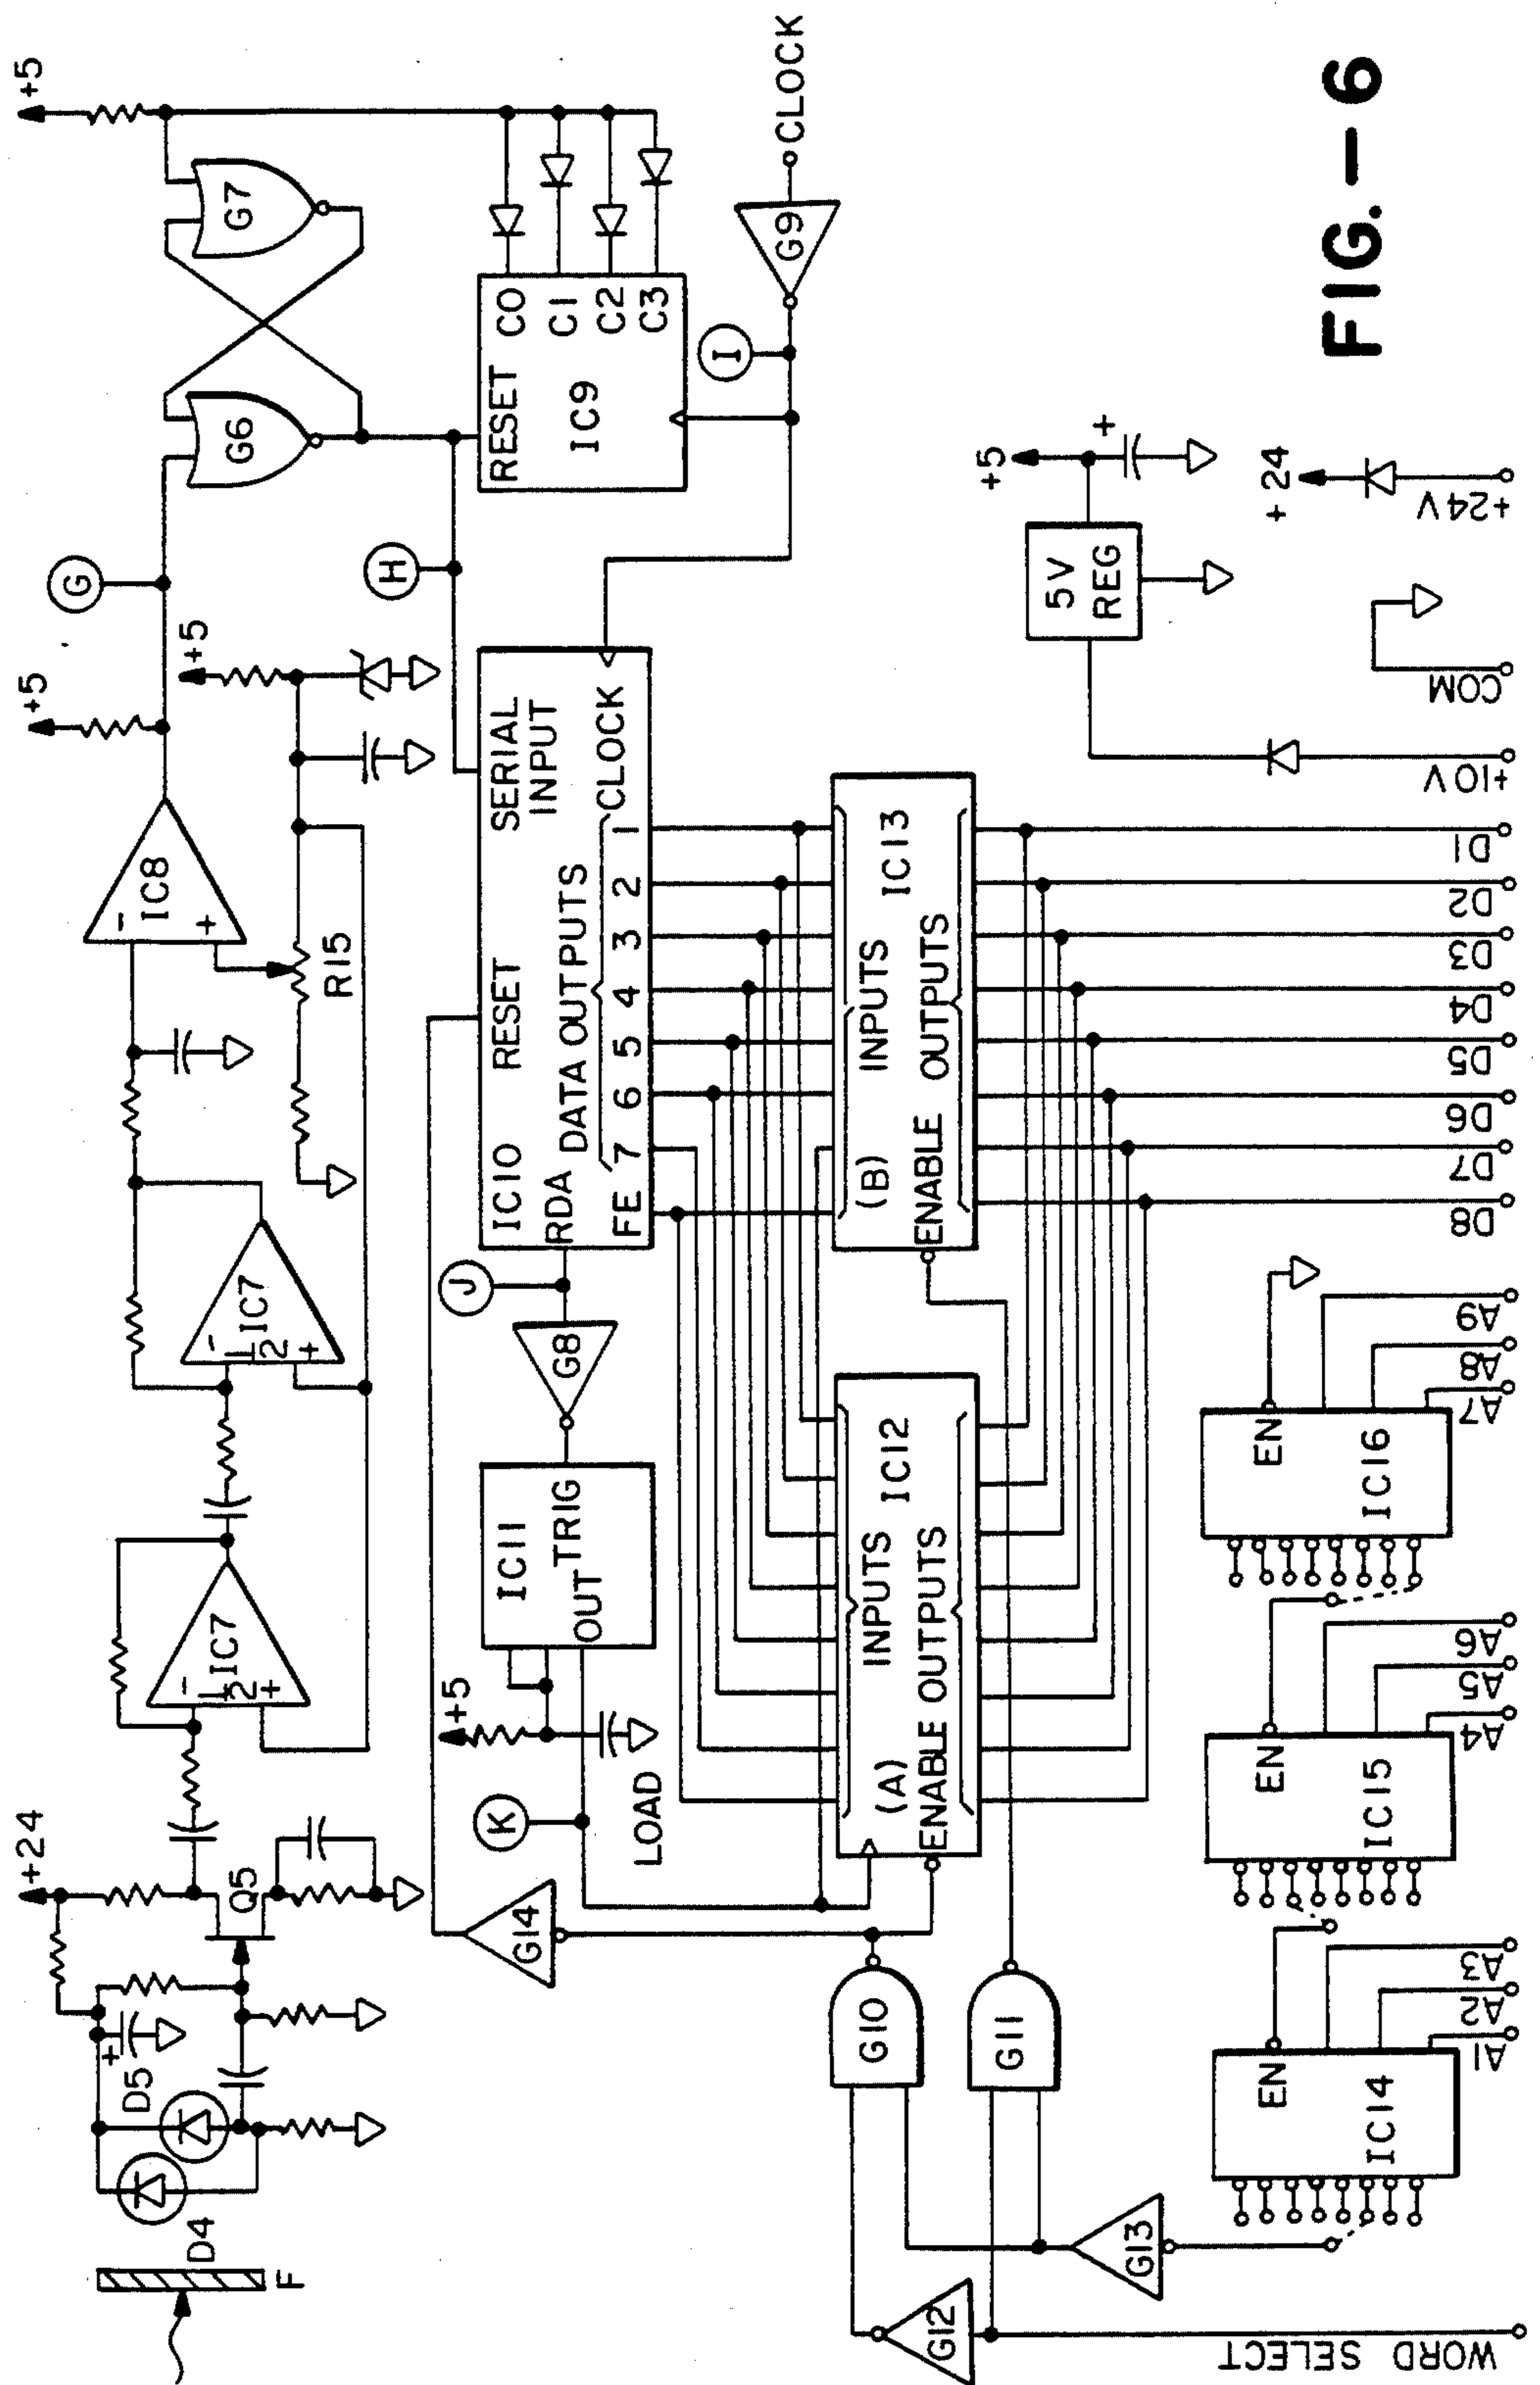 +5
+5
G7
G6
G
+5
IC8
-
+
R15
IC7
1
2
-
+
IC7
1
2
-
+
+24
Q5
D5
+
D4
F
RESET
C0
C1
C2
C3
IC9
H
I
G9
CLOCK
SERIAL
INPUT
RESET
IC10
CLOCK
DATA OUTPUTS
RDA
FE 7 6 5 4 3 2 1
J
G8
IC11
TRIG
OUT
+5
K
LOAD
G14
IC13
INPUTS
(B)
ENABLE OUTPUTS
IC12
INPUTS
(A)
ENABLE OUTPUTS
G10
G11
G12
G13
WORD SELECT
5V
REG
+5
+
+24
+24V
COM
+10V
D1
D2
D3
D4
D5
D6
D7
D8
EN
IC16
A9
A8
A7
EN
IC15
A6
A5
A4
EN
IC14
A3
A2
A1
FIG.-6